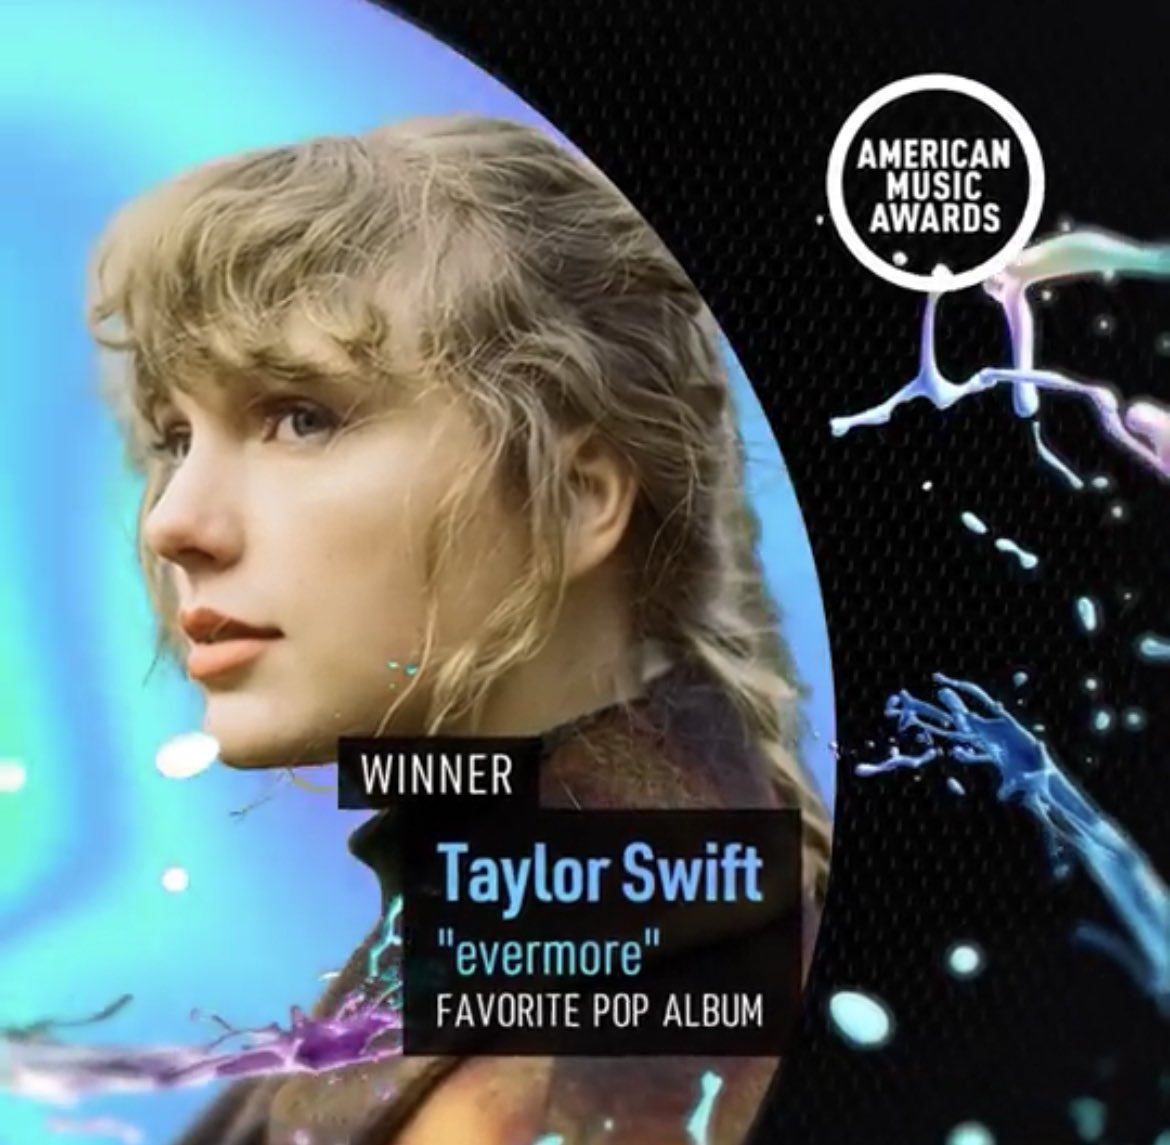 AMERICAN
MUSIC
AWARDS
WINNER
Taylor Swift
"evermore"
FAVORITE POP ALBUM